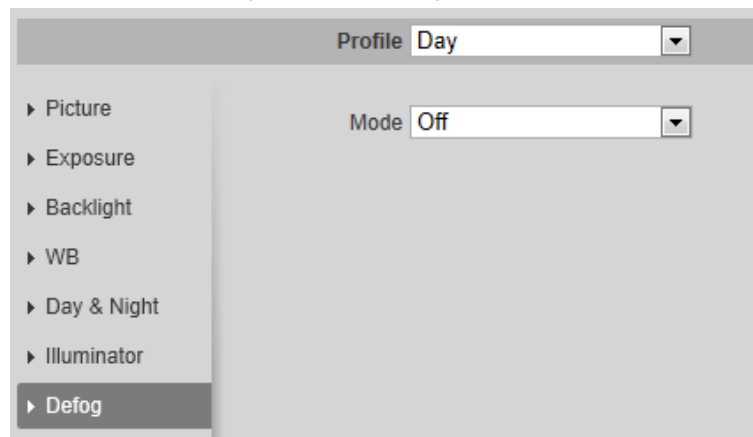 Profile Day
Mode Off
Picture
Exposure
Backlight
WB
Day & Night
Illuminator
Defog